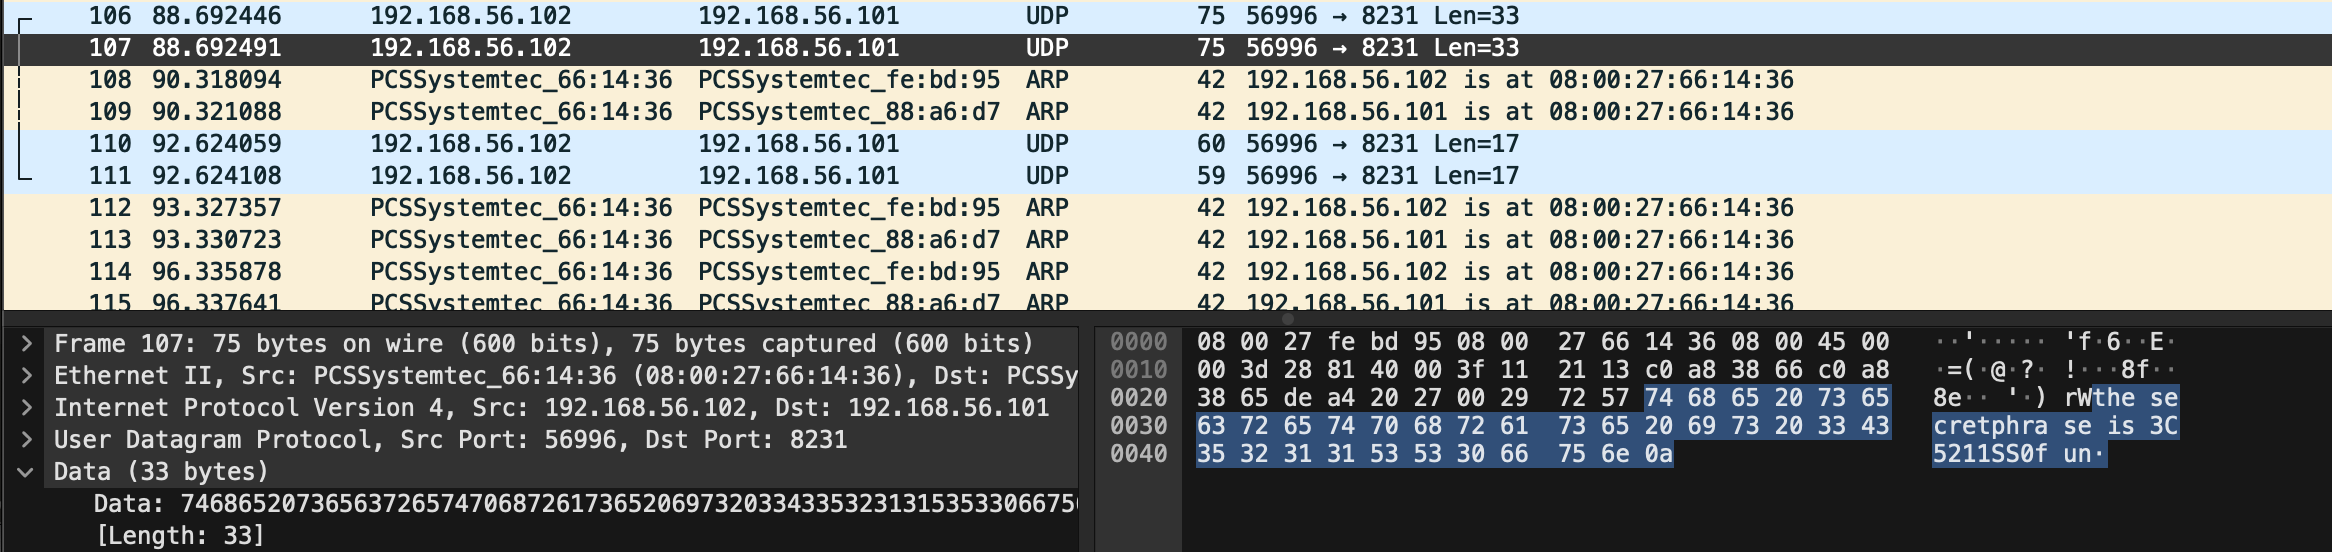 106 88.692446 192.168.56.102 192.168.56.101 UDP 75 56996 → 8231 Len=33
107 88.692491 192.168.56.102 192.168.56.101 UDP 75 56996 → 8231 Len=33
108 90.318094 PCSSystemtec_66:14:36 PCSSystemtec_fe:bd:95 ARP 42 192.168.56.102 is at 08:00:27:66:14:36
109 90.321088 PCSSystemtec_66:14:36 PCSSystemtec_88:a6:d7 ARP 42 192.168.56.101 is at 08:00:27:66:14:36
110 92.624059 192.168.56.102 192.168.56.101 UDP 60 56996 → 8231 Len=17
111 92.624108 192.168.56.102 192.168.56.101 UDP 59 56996 → 8231 Len=17
112 93.327357 PCSSystemtec_66:14:36 PCSSystemtec_fe:bd:95 ARP 42 192.168.56.102 is at 08:00:27:66:14:36
113 93.330723 PCSSystemtec_66:14:36 PCSSystemtec_88:a6:d7 ARP 42 192.168.56.101 is at 08:00:27:66:14:36
114 96.335878 PCSSystemtec_66:14:36 PCSSystemtec_fe:bd:95 ARP 42 192.168.56.102 is at 08:00:27:66:14:36
115 96.337641 PCSSystemtec_66:14:36 PCSSystemtec_88:a6:d7 ARP 42 192.168.56.101 is at 08:00:27:66:14:36
Frame 107: 75 bytes on wire (600 bits), 75 bytes captured (600 bits)
Ethernet II, Src: PCSSystemtec_66:14:36 (08:00:27:66:14:36), Dst: PCSSy
Internet Protocol Version 4, Src: 192.168.56.102, Dst: 192.168.56.101
User Datagram Protocol, Src Port: 56996, Dst Port: 8231
Data (33 bytes)
Data: 74686520736563726574706872617365206973203343353231315353306675
[Length: 33]
0000 08 00 27 fe bd 95 08 00 27 66 14 36 08 00 45 00 ··'····· 'f·6··E·
0010 00 3d 28 81 40 00 3f 11 21 13 c0 a8 38 66 c0 a8 ·=(·@·?· !···8f··
0020 38 65 de a4 20 27 00 29 72 57 74 68 65 20 73 65 8e·· '·) rWthe se
0030 63 72 65 74 70 68 72 61 73 65 20 69 73 20 33 43 cretphra se is 3C
0040 35 32 31 31 53 53 30 66 75 6e 0a 5211SS0f un·